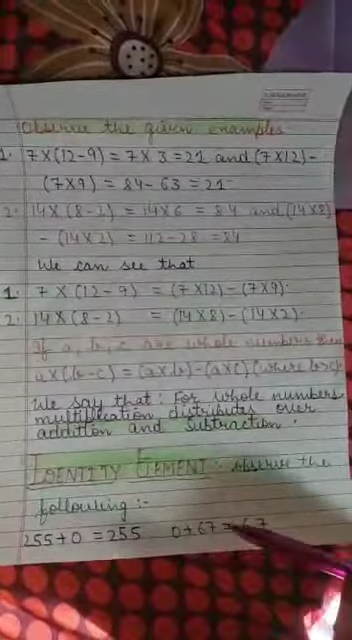 Observe the given examples
1. 7×(12-9) = 7×3 = 21 and (7×12) -
(7×9) = 84 - 63 = 21
2. 14×(8-2) = 14×6 = 84 and (14×8)
- (14×2) = 112 - 28 = 84
We can see that
1. 7×(12-9) = (7×12) - (7×9).
2. 14×(8-2) = (14×8) - (14×2).
If a, b, c are whole numbers then
a×(b-c) = (a×b) - (a×c) (where b>c).
We say that: For whole numbers
multiplication distributes over
addition and subtraction.
IDENTITY ELEMENT: observe the
following:-
255+0 = 255 0+67 = 67